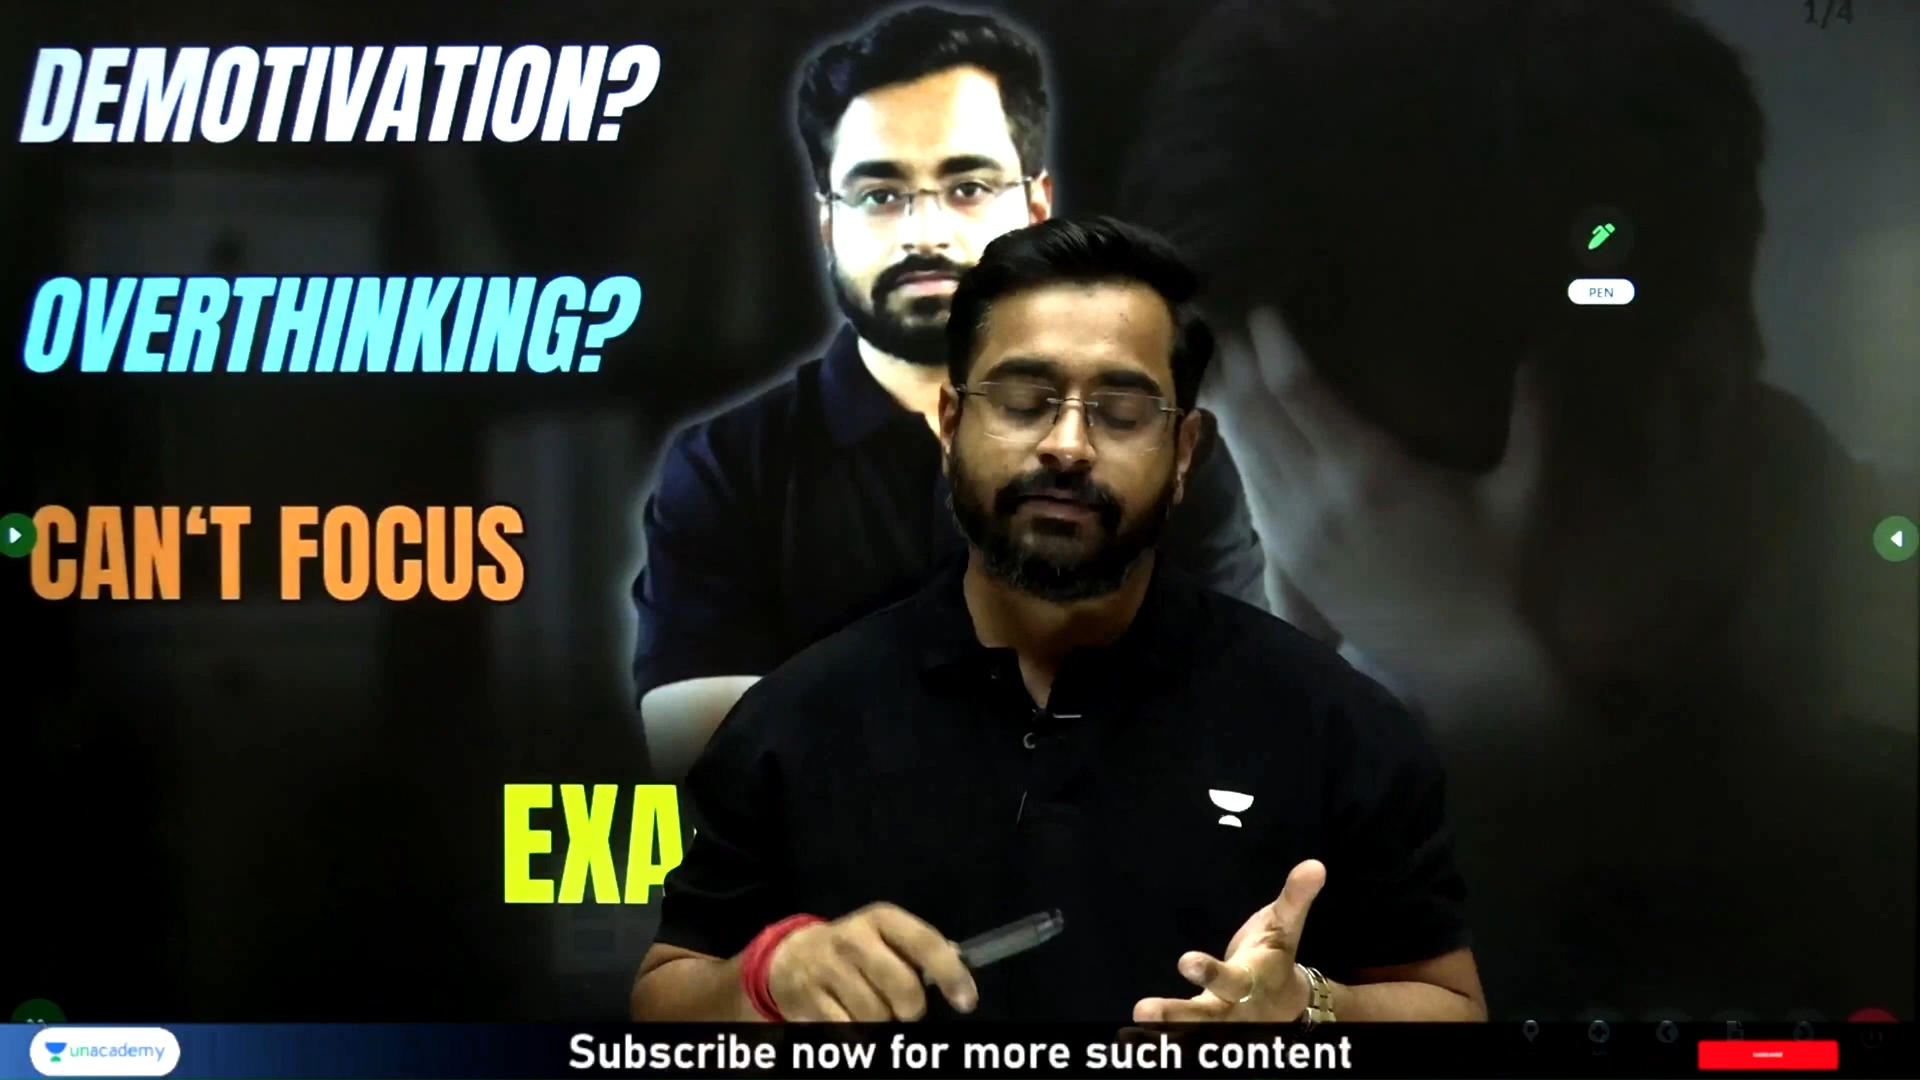 1/4
DEMOTIVATION?
OVERTHINKING?
PEN
CAN‘T FOCUS
EXA
unacademy
Subscribe now for more such content